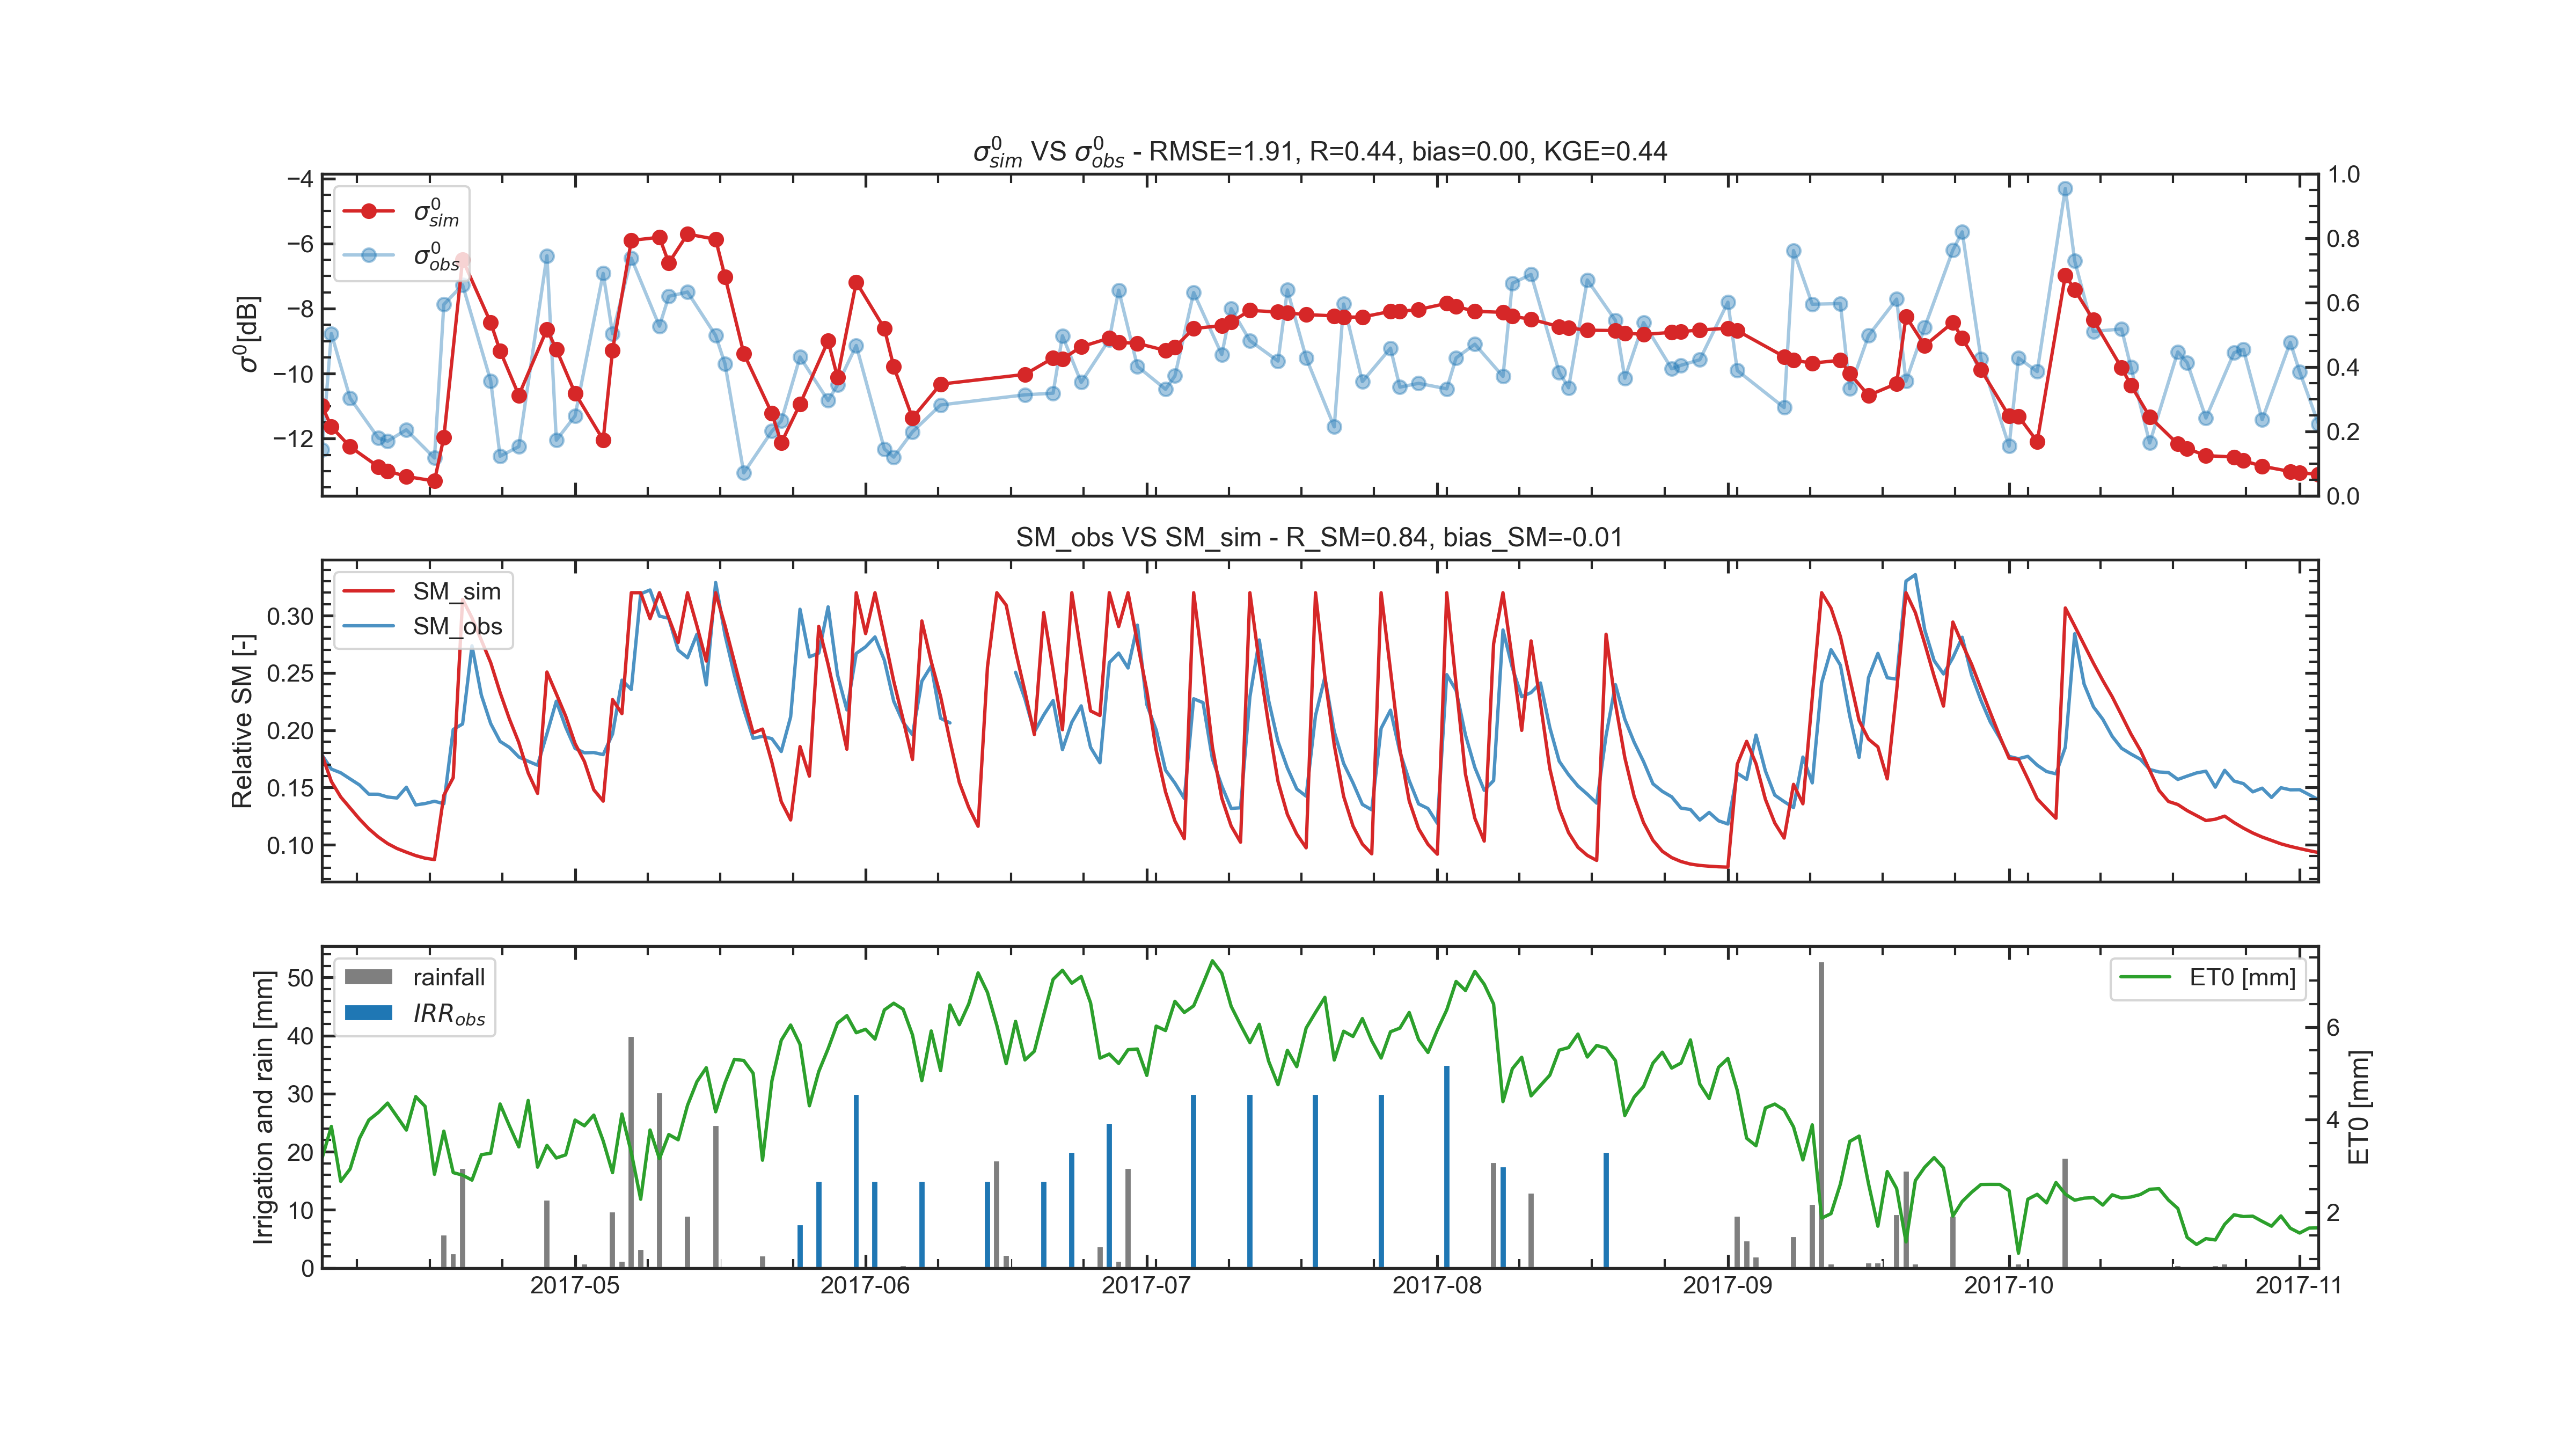 σ⁰sim VS σ⁰obs - RMSE=1.91, R=0.44, bias=0.00, KGE=0.44
σ⁰[dB]
−4
−6
−8
−10
−12
σ⁰sim
σ⁰obs
1.0
0.8
0.6
0.4
0.2
0.0
SM_obs VS SM_sim - R_SM=0.84, bias_SM=-0.01
Relative SM [-]
0.30
0.25
0.20
0.15
0.10
SM_sim
SM_obs
Irrigation and rain [mm]
50
40
30
20
10
0
rainfall
IRRobs
ET0 [mm]
6
4
2
ET0 [mm]
2017-05 2017-06 2017-07 2017-08 2017-09 2017-10 2017-11